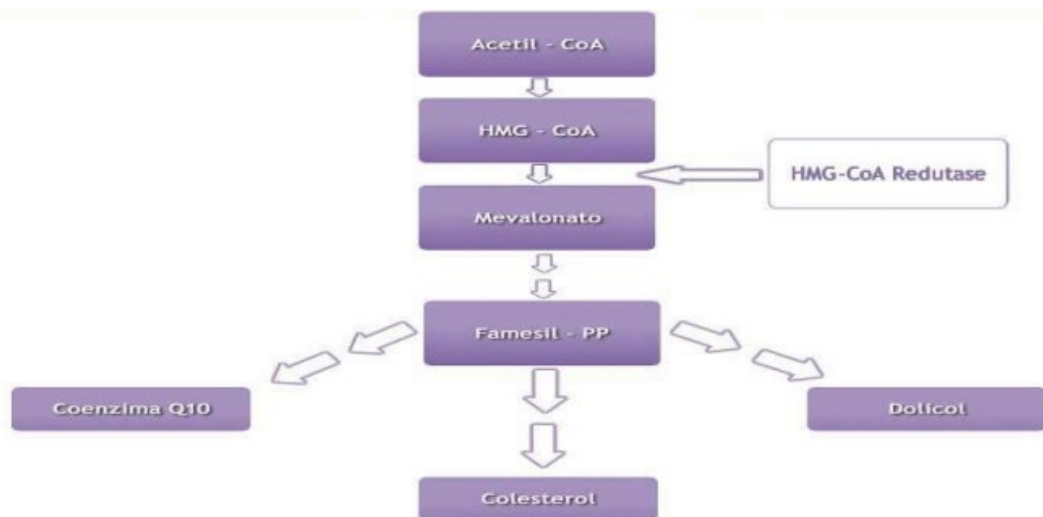 Acetil - CoA
HMG - CoA
HMG-CoA Redutase
Mevalonato
Famesil - PP
Coenzima Q10
Dolicol
Colesterol